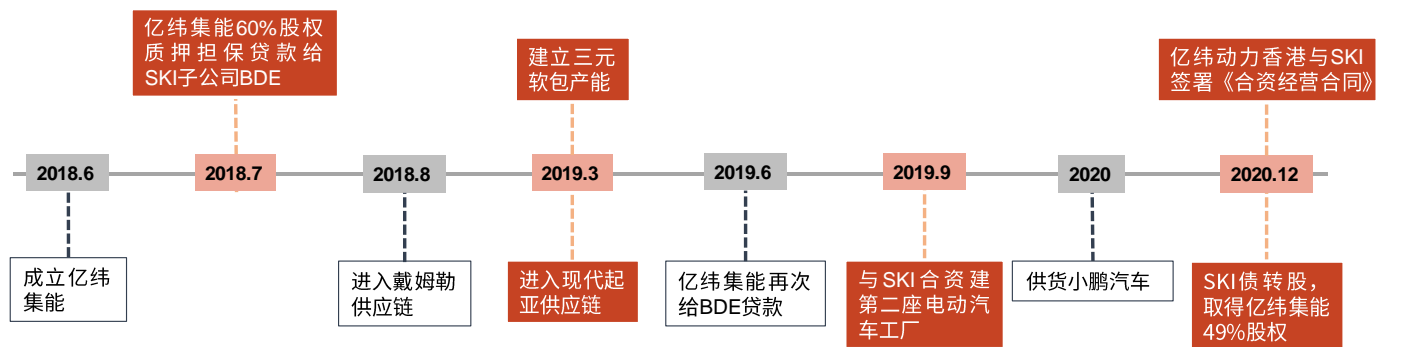 亿纬集能60%股权
质押担保贷款给
SKI子公司BDE
建立三元
软包产能
亿纬动力香港与SKI
签署《合资经营合同》
2018.6
2018.7
2018.8
2019.3
2019.6
2019.9
2020
2020.12
成立亿纬
集能
进入戴姆勒
供应链
进入现代起
亚供应链
亿纬集能再次
给BDE贷款
与SKI合资建
第二座电动汽
车工厂
供货小鹏汽车
SKI债转股，
取得亿纬集能
49%股权